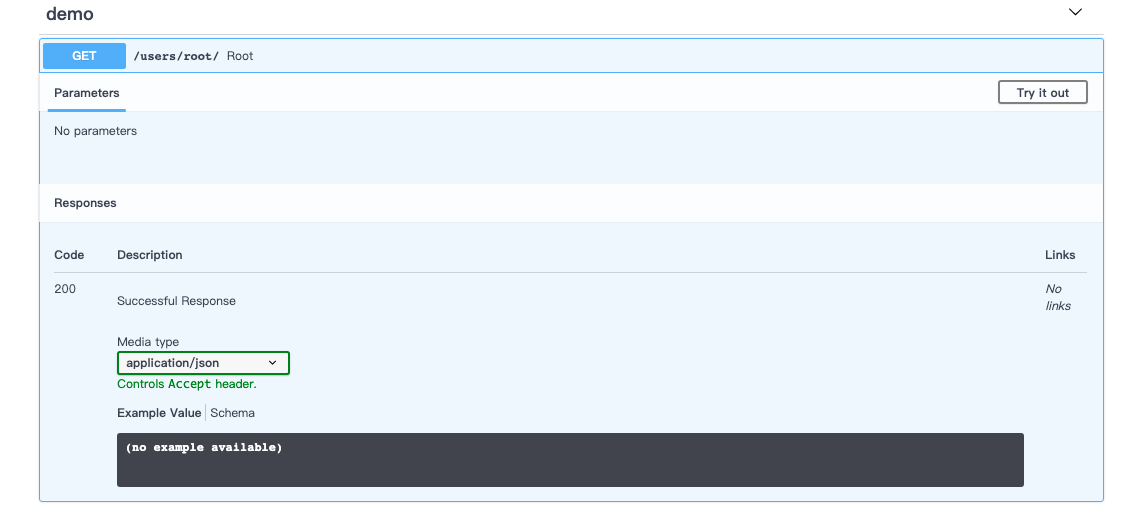 demo
GET /users/root/ Root
Parameters Try it out
No parameters
Responses
Code Description Links
200 Successful Response No links
Media type
application/json
Controls Accept header.
Example Value Schema
(no example available)